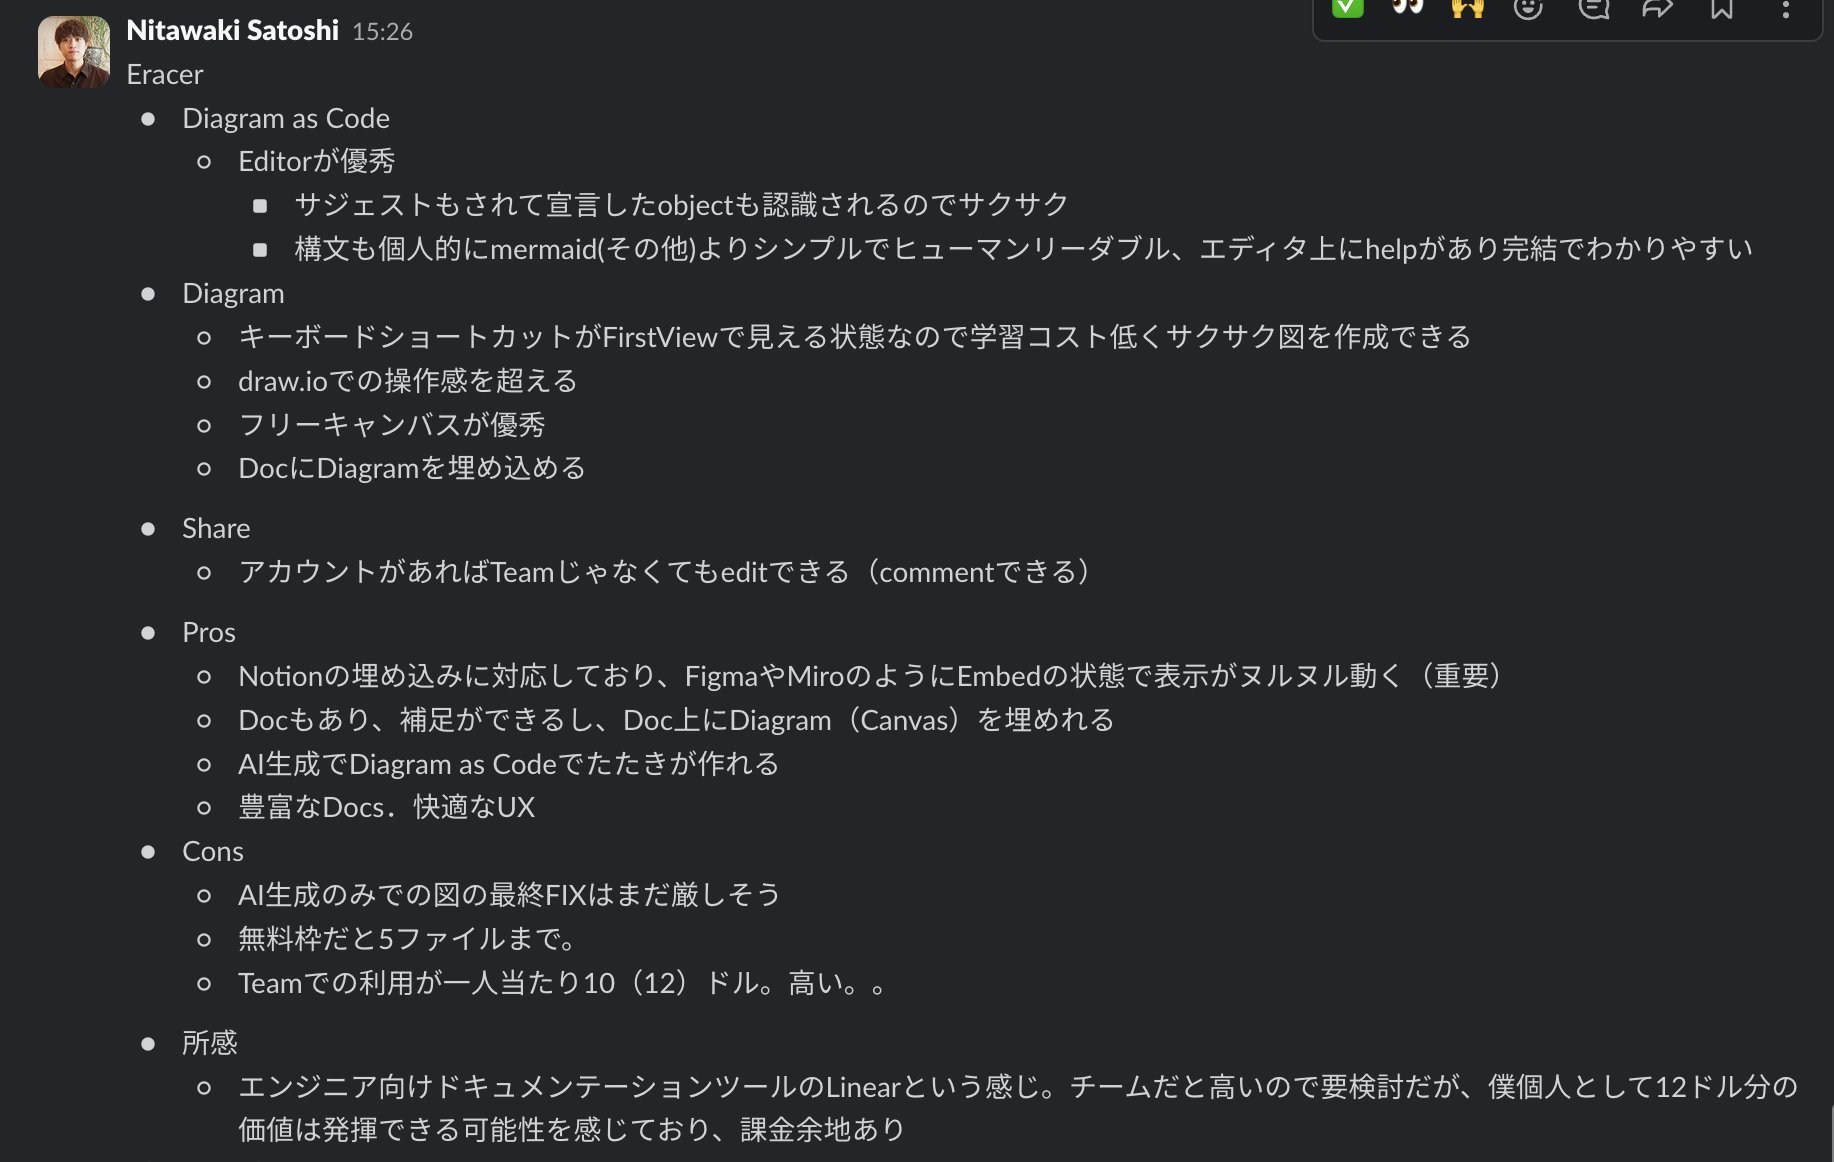 Nitawaki Satoshi 15:26
Eracer
Diagram as Code
Editorが優秀
サジェストもされて宣言したobjectも認識されるのでサクサク
構文も個人的にmermaid(その他)よりシンプルでヒューマンリーダブル、エディタ上にhelpがあり完結でわかりやすい
Diagram
キーボードショートカットがFirstViewで見える状態なので学習コスト低くサクサク図を作成できる
draw.ioでの操作感を超える
フリーキャンバスが優秀
DocにDiagramを埋め込める
Share
アカウントがあればTeamじゃなくてもeditできる（commentできる）
Pros
Notionの埋め込みに対応しており、FigmaやMiroのようにEmbedの状態で表示がヌルヌル動く（重要）
Docもあり、補足ができるし、Doc上にDiagram（Canvas）を埋めれる
AI生成でDiagram as Codeでたたきが作れる
豊富なDocs．快適なUX
Cons
AI生成のみでの図の最終FIXはまだ厳しそう
無料枠だと5ファイルまで。
Teamでの利用が一人当たり10（12）ドル。高い。。
所感
エンジニア向けドキュメンテーションツールのLinearという感じ。チームだと高いので要検討だが、僕個人として12ドル分の
価値は発揮できる可能性を感じており、課金余地あり